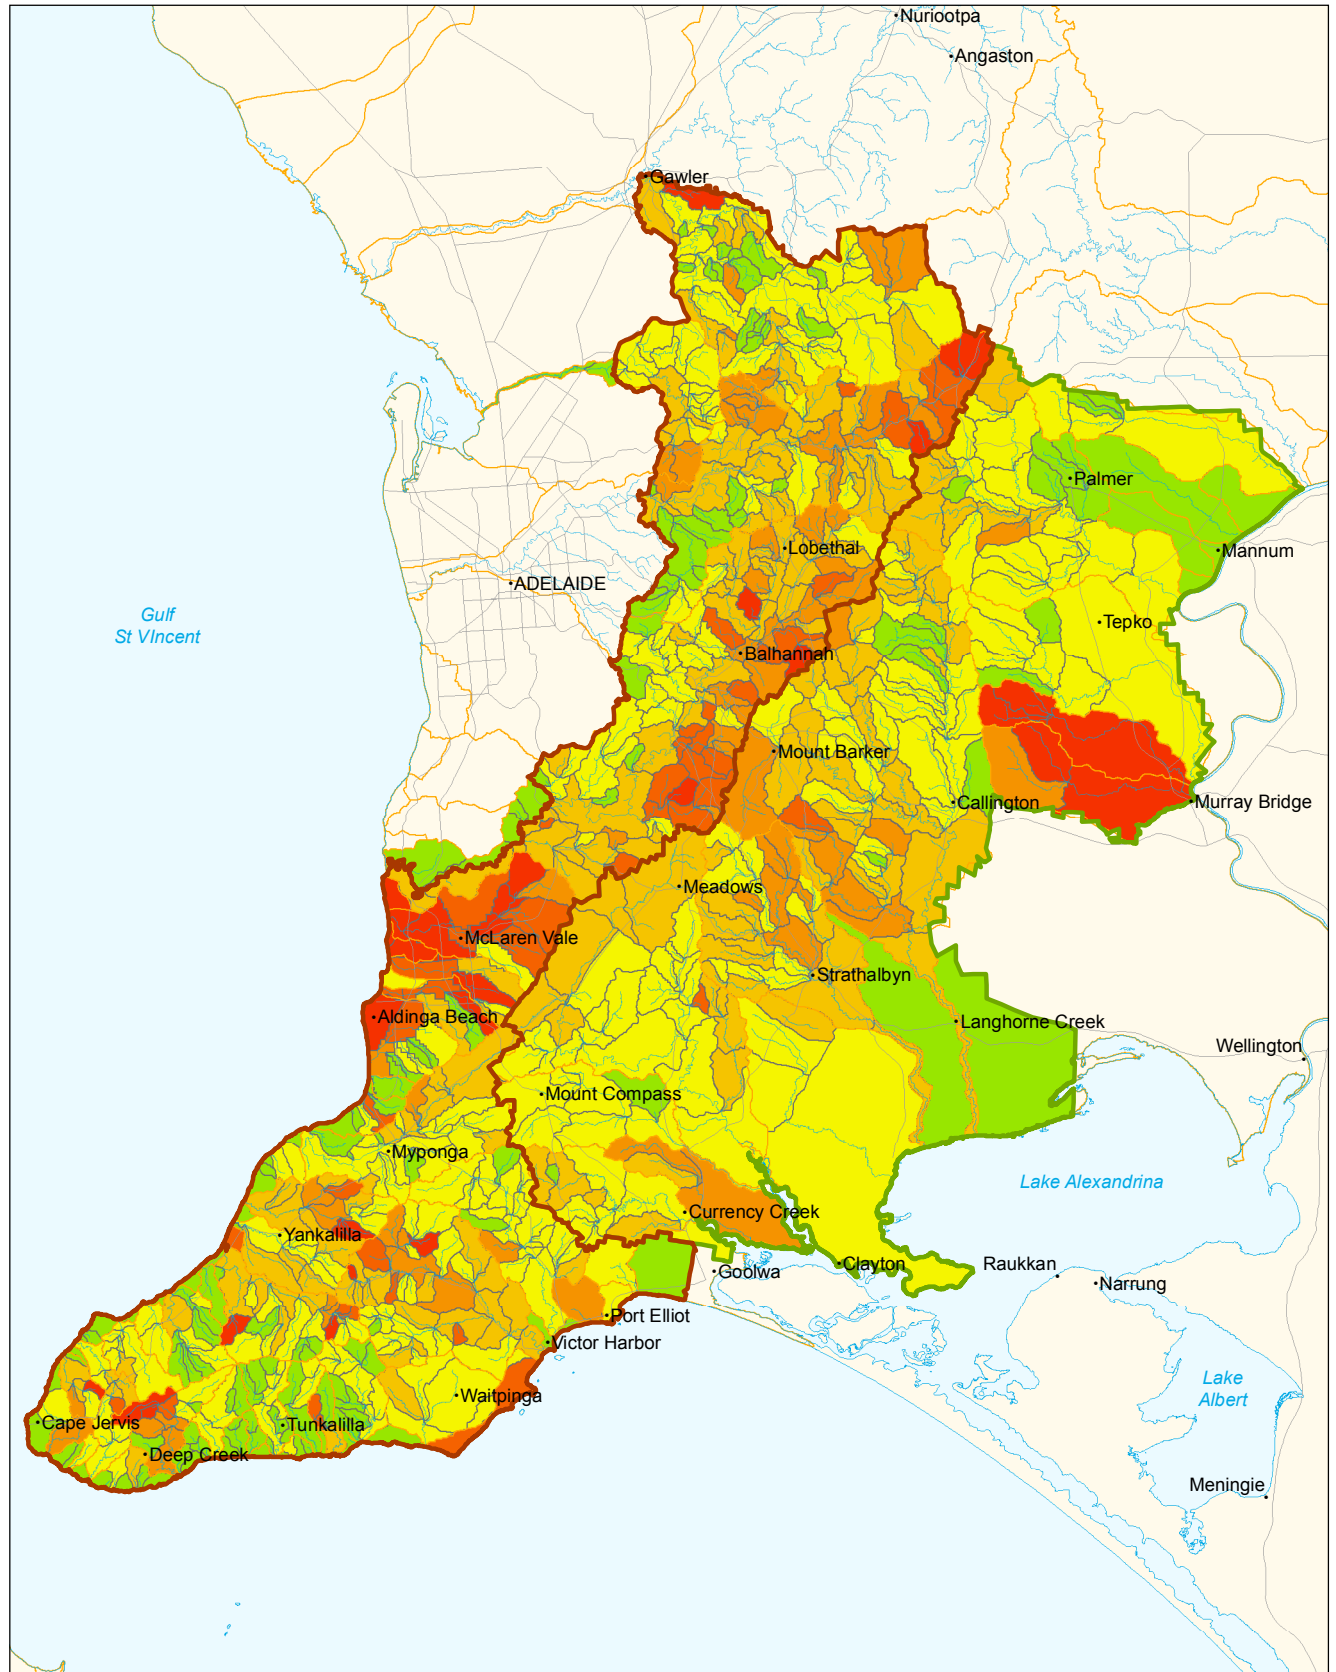 Nuriootpa
Angaston
Gawler
Palmer
Lobethal
Mannum
ADELAIDE
Gulf
St VIncent
Tepko
Balhannah
Mount Barker
Callington
Murray Bridge
Meadows
McLaren Vale
Strathalbyn
Aldinga Beach
Langhorne Creek
Wellington
Mount Compass
Myponga
Lake Alexandrina
Currency Creek
Yankalilla
Clayton
Raukkan
Goolwa
Narrung
Port Elliot
Victor Harbor
Lake
Albert
Waitpinga
Cape Jervis
Tunkalilla
Deep Creek
Meningie